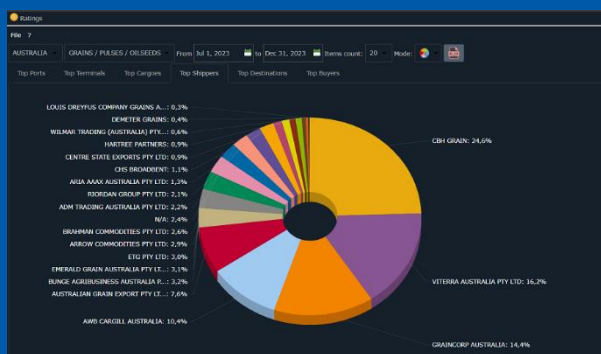 Ratings
File ?
AUSTRALIA GRAINS / PULSES / OILSEEDS From Jul 1, 2023 to Dec 31, 2023 Items count: 20 Mode:
Top Ports Top Terminals Top Cargoes Top Shippers Top Destinations Top Buyers
LOUIS DREYFUS COMPANY GRAINS A...: 0,3%
DEMETER GRAINS: 0,4%
WILMAR TRADING (AUSTRALIA) PTY...: 0,6%
HARTREE PARTNERS: 0,9%
CENTRE STATE EXPORTS PTY LTD: 0,9%
CHS BROADBENT: 1,1%
ARIA AAAX AUSTRALIA PTY LTD: 1,3%
RIORDAN GROUP PTY LTD: 2,1%
ADM TRADING AUSTRALIA PTY LTD: 2,2%
N/A: 2,4%
BRAHMAN COMMODITIES PTY LTD: 2,6%
ARROW COMMODITIES PTY LTD: 2,9%
ETG PTY LTD: 3,0%
EMERALD GRAIN AUSTRALIA PTY LT...: 3,1%
BUNGE AGRIBUSINESS AUSTRALIA P...: 3,2%
AUSTRALIAN GRAIN EXPORT PTY LT...: 7,6%
AWB CARGILL AUSTRALIA: 10,4%
CBH GRAIN: 24,6%
VITERRA AUSTRALIA PTY LTD: 16,2%
GRAINCORP AUSTRALIA: 14,4%